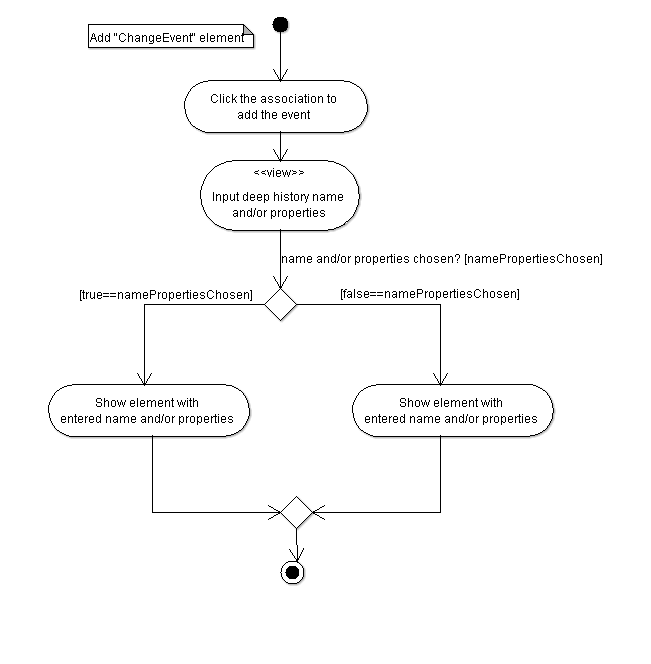 Add "ChangeEvent" element
Click the association to
add the event
<<view>>
Input deep history name
and/or properties
name and/or properties chosen? [namePropertiesChosen]
[true==namePropertiesChosen]
[false==namePropertiesChosen]
Show element with
entered name and/or properties
Show element with
entered name and/or properties